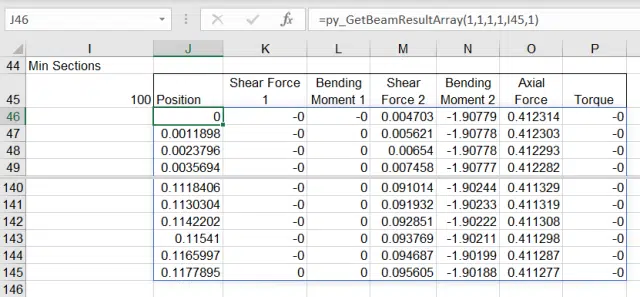 J46 =py_GetBeamResultArray(1,1,1,1,I45,1)
I J K L M N O P
44 Min Sections
45 100 Position Shear Force 1 Bending Moment 1 Shear Force 2 Bending Moment 2 Axial Force Torque
46 0 -0 -0 0.004703 -1.90779 0.412314 -0
47 0.0011898 -0 0 0.005621 -1.90778 0.412303 -0
48 0.0023796 -0 0 0.00654 -1.90778 0.412293 -0
49 0.0035694 -0 0 0.007458 -1.90777 0.412282 -0
140 0.1118406 -0 0 0.091014 -1.90244 0.411329 -0
141 0.1130304 -0 0 0.091932 -1.90233 0.411319 -0
142 0.1142202 -0 0 0.092851 -1.90222 0.411308 -0
143 0.11541 -0 0 0.093769 -1.90211 0.411298 -0
144 0.1165997 -0 0 0.094687 -1.90199 0.411287 -0
145 0.1177895 0 0 0.095605 -1.90188 0.411277 -0
146